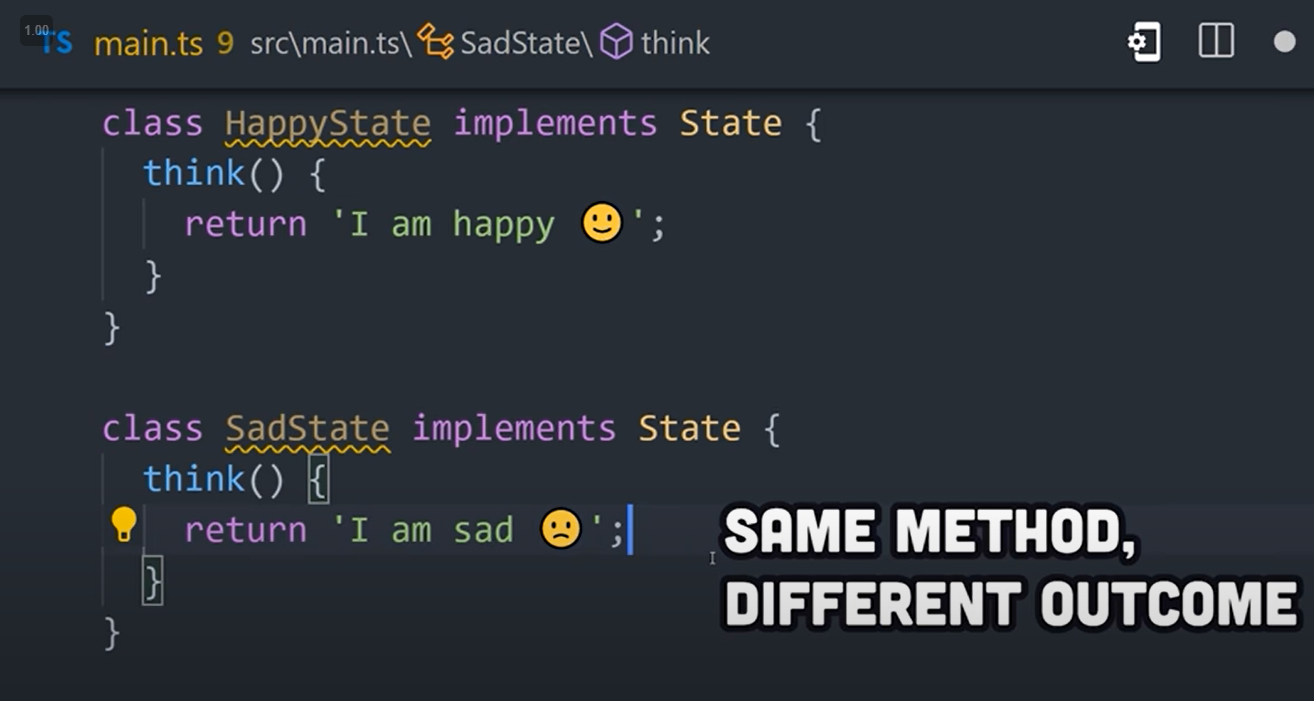 1.00
TS main.ts 9 src\main.ts\ SadState\ think
class HappyState implements State {
think() {
return 'I am happy 🙂';
}
}
class SadState implements State {
think() {
return 'I am sad 🙁';
}
}
SAME METHOD,
DIFFERENT OUTCOME